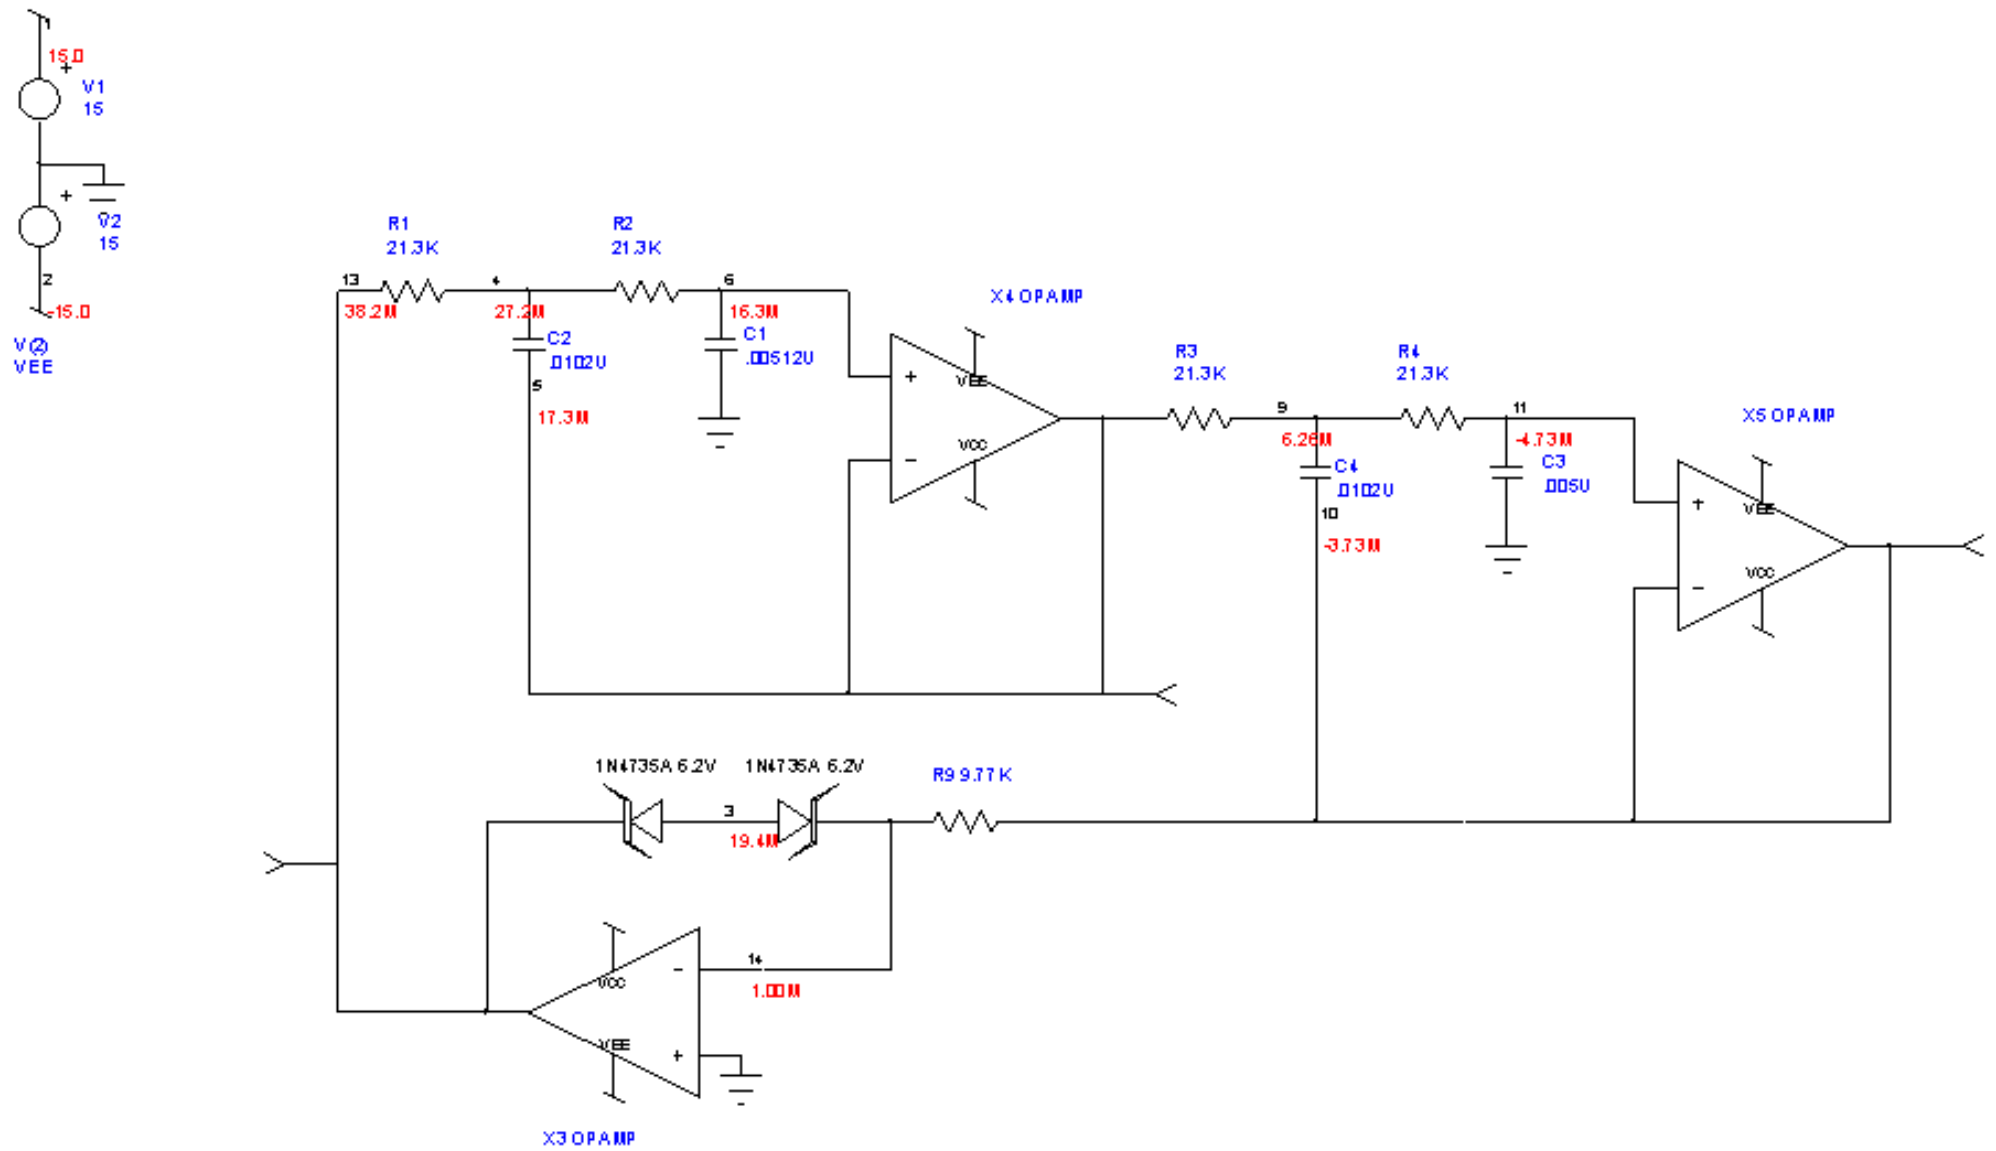 1
15.0
+
V1
15
+
V2
15
2
-15.0
V(2)
VEE
R1
21.3K
R2
21.3K
13
4
6
38.2M
27.2M
16.3M
C2
.0102U
C1
.00512U
5
17.3M
X4 OPAMP
+
VEE
VCC
-
R3
21.3K
R4
21.3K
9
11
6.26M
-4.73M
C4
.0102U
C3
.005U
10
-3.73M
X5 OPAMP
+
VEE
VCC
-
1N4735A 6.2V
1N4735A 6.2V
R9 9.77K
3
19.4M
14
1.00M
-
VCC
VEE
+
X3 OPAMP